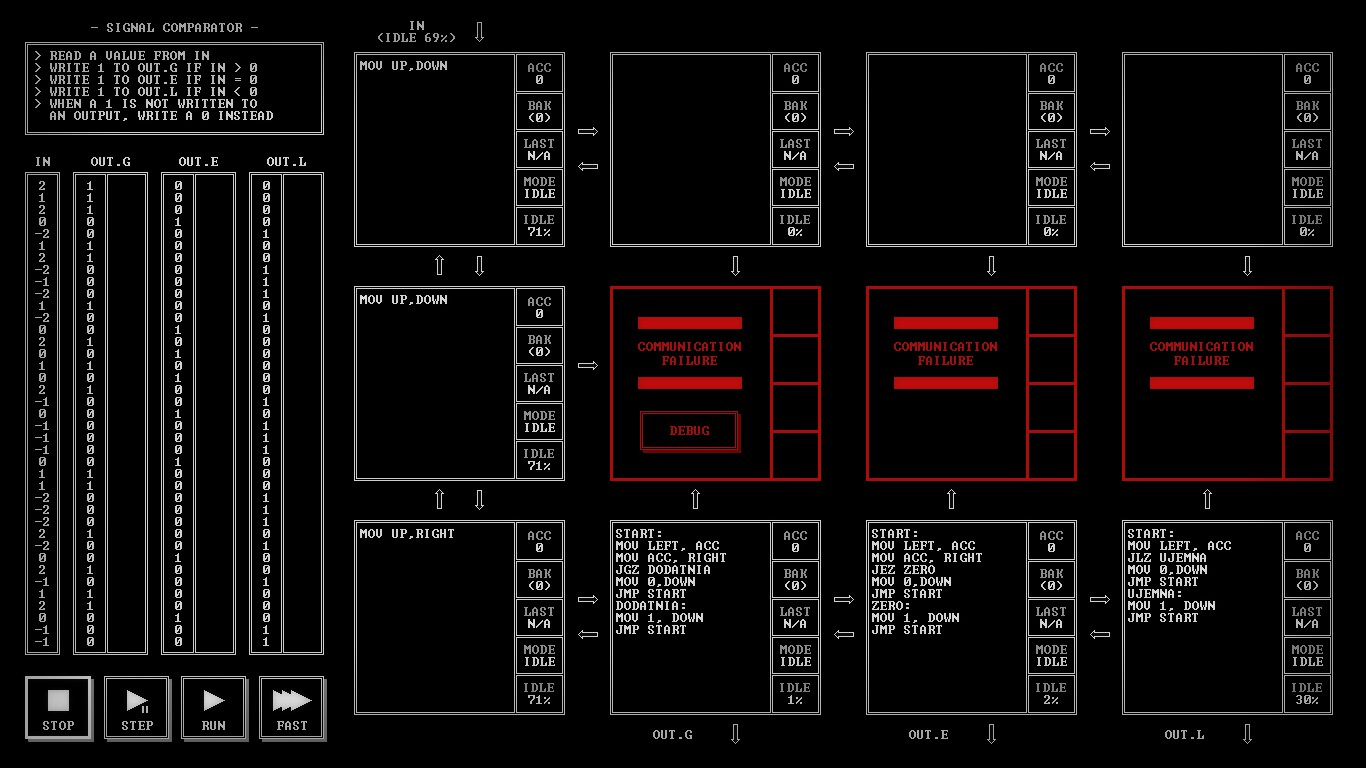 — SIGNAL COMPARATOR —
> READ A VALUE FROM IN
> WRITE 1 TO OUT.G IF IN > 0
> WRITE 1 TO OUT.E IF IN = 0
> WRITE 1 TO OUT.L IF IN < 0
> WHEN A 1 IS NOT WRITTEN TO
AN OUTPUT, WRITE A 0 INSTEAD
IN OUT.G OUT.E OUT.L
2 1 0 0
1 1 0 0
2 1 0 0
0 0 1 0
-2 0 0 1
1 1 0 0
2 1 0 0
-2 0 0 1
-1 0 0 1
-2 0 0 1
1 1 0 0
-2 0 0 1
0 0 1 0
2 1 0 0
0 0 1 0
1 1 0 0
0 0 1 0
2 1 0 0
-1 0 0 1
0 0 1 0
-1 0 0 1
-1 0 0 1
-1 0 0 1
0 0 1 0
1 1 0 0
1 1 0 0
-2 0 0 1
-2 0 0 1
-2 0 0 1
2 1 0 0
-2 0 0 1
0 0 1 0
2 1 0 0
-1 0 0 1
1 1 0 0
2 1 0 0
0 0 1 0
-1 0 0 1
-1 0 0 1
STOP
STEP
RUN
FAST
IN
(IDLE 69%)
MOV UP,DOWN
ACC
0
BAK
(0)
LAST
N/A
MODE
IDLE
IDLE
71%
ACC
0
BAK
(0)
LAST
N/A
MODE
IDLE
IDLE
0%
ACC
0
BAK
(0)
LAST
N/A
MODE
IDLE
IDLE
0%
ACC
0
BAK
(0)
LAST
N/A
MODE
IDLE
IDLE
0%
MOV UP,DOWN
ACC
0
BAK
(0)
LAST
N/A
MODE
IDLE
IDLE
71%
COMMUNICATION
FAILURE
DEBUG
COMMUNICATION
FAILURE
COMMUNICATION
FAILURE
MOV UP,RIGHT
ACC
0
BAK
(0)
LAST
N/A
MODE
IDLE
IDLE
71%
START:
MOV LEFT, ACC
MOV ACC, RIGHT
JGZ DODATNIA
MOV 0,DOWN
JMP START
DODATNIA:
MOV 1, DOWN
JMP START
ACC
0
BAK
(0)
LAST
N/A
MODE
IDLE
IDLE
1%
START:
MOV LEFT, ACC
MOV ACC, RIGHT
JEZ ZERO
MOV 0,DOWN
JMP START
ZERO:
MOV 1, DOWN
JMP START
ACC
0
BAK
(0)
LAST
N/A
MODE
IDLE
IDLE
2%
START:
MOV LEFT, ACC
JLZ UJEMNA
MOV 0,DOWN
JMP START
UJEMNA:
MOV 1, DOWN
JMP START
ACC
0
BAK
(0)
LAST
N/A
MODE
IDLE
IDLE
30%
OUT.G
OUT.E
OUT.L